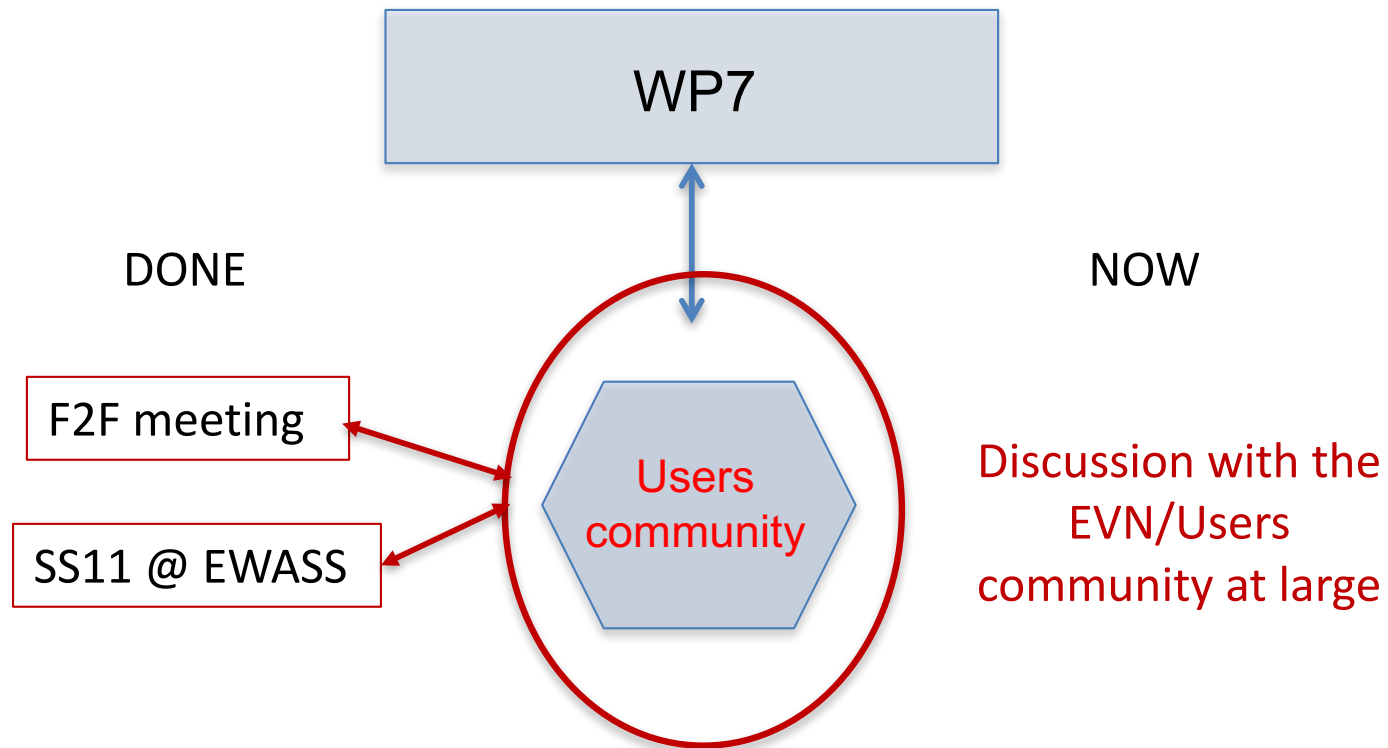 WP7
DONE
NOW
F2F meeting
SS11 @ EWASS
Users
community
Discussion with the
EVN/Users
community at large